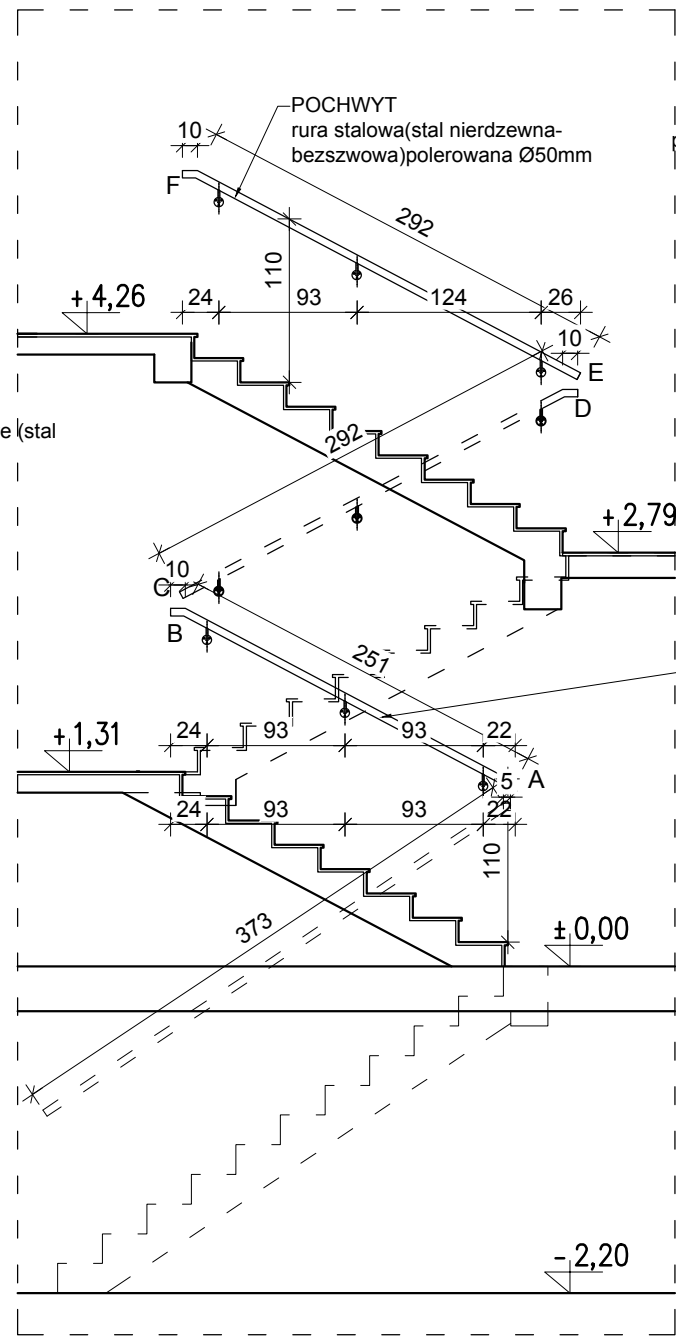 POCHWYT
rura stalowa(stal nierdzewna-
bezszwowa)polerowana Ø50mm
10
F
292
110
+ 4,26
24 93 124 26
10
E
D
e (stal
292
+ 2,79
10
C
B
251
+ 1,31
24 93 93 22
5 A
24 93 93 22
110
373
± 0,00
- 2,20